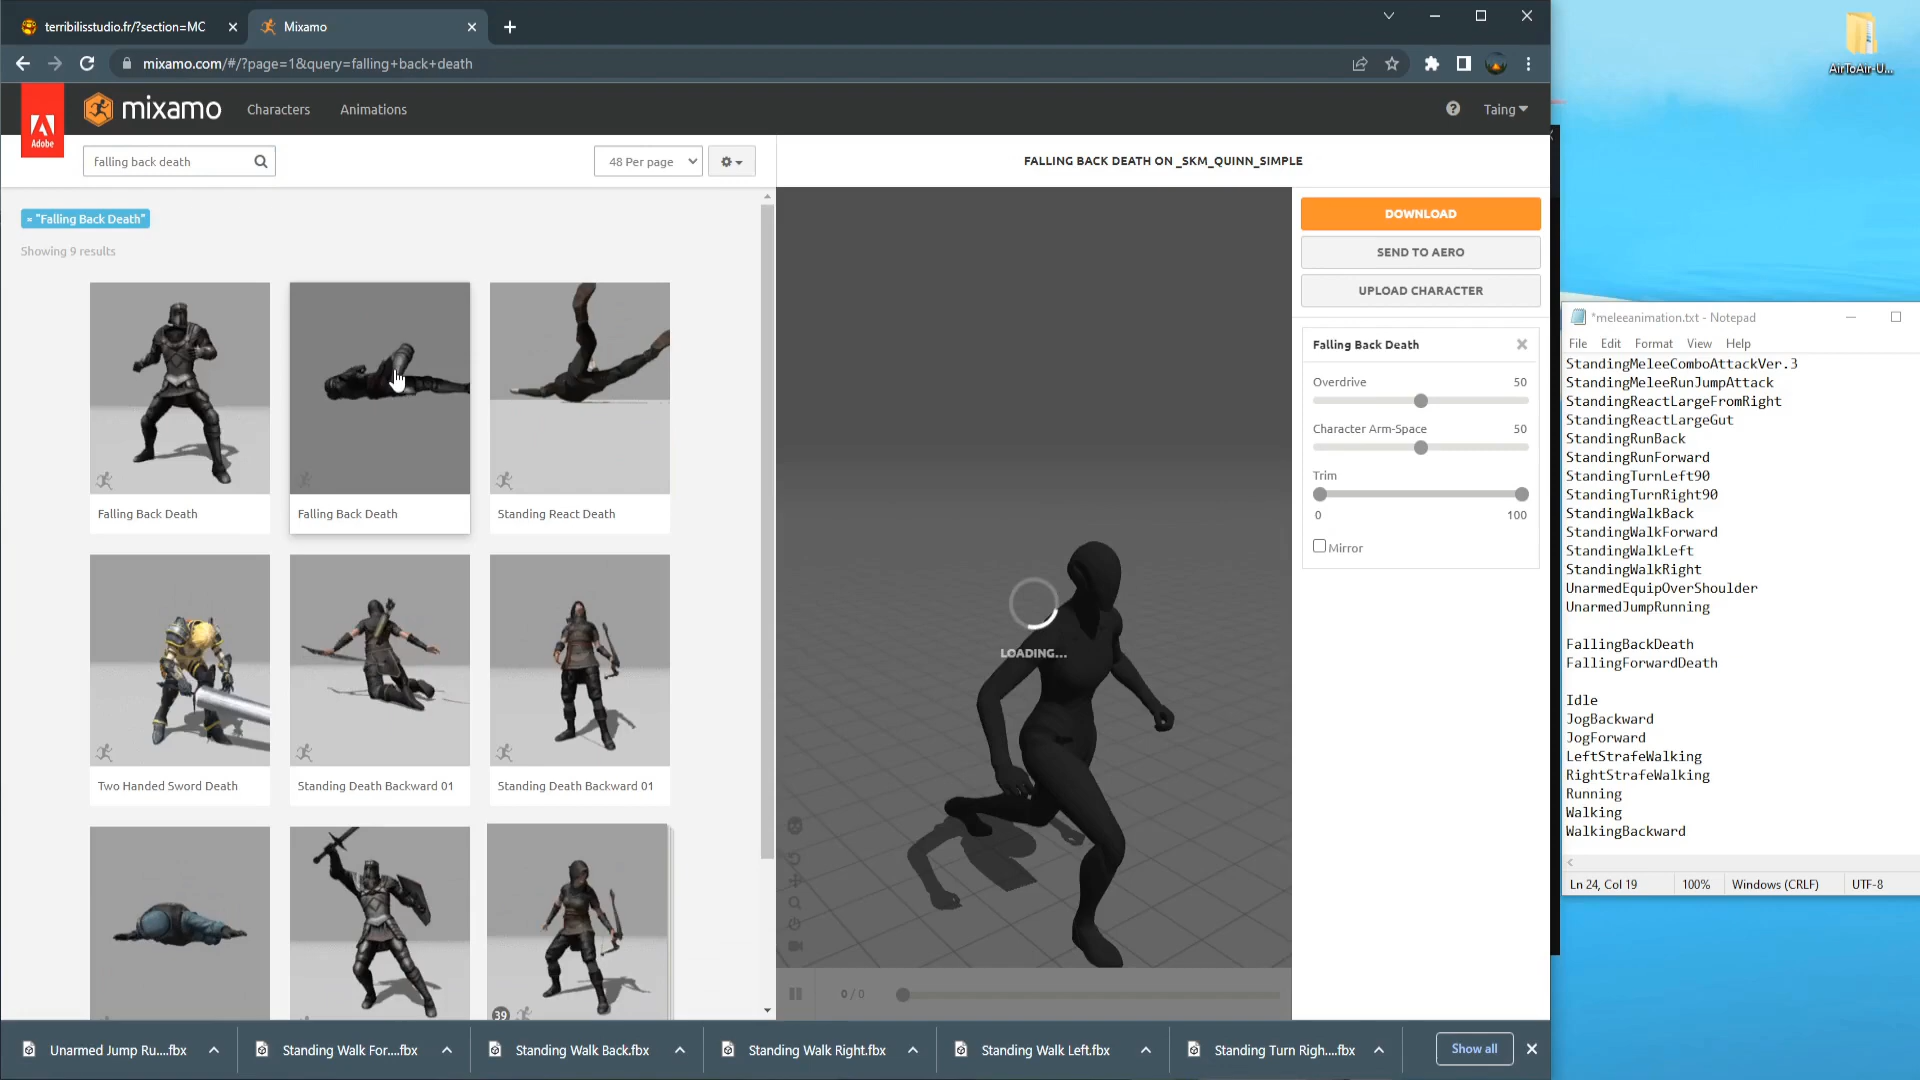 terribilisstudio.fr/?section=MC
Mixamo
mixamo.com/#/?page=1&query=falling+back+death
Adobe
mixamo
Characters
Animations
Taing
falling back death
48 Per page
FALLING BACK DEATH ON _SKM_QUINN_SIMPLE
≈ "Falling Back Death"
Showing 9 results
Falling Back Death
Falling Back Death
Standing React Death
Two Handed Sword Death
Standing Death Backward 01
Standing Death Backward 01
39
LOADING...
0 / 0
DOWNLOAD
SEND TO AERO
UPLOAD CHARACTER
Falling Back Death
Overdrive 50
Character Arm-Space 50
Trim
0 100
Mirror
AirToAir-U...
*meleeanimation.txt - Notepad
File Edit Format View Help
StandingMeleeComboAttackVer.3
StandingMeleeRunJumpAttack
StandingReactLargeFromRight
StandingReactLargeGut
StandingRunBack
StandingRunForward
StandingTurnLeft90
StandingTurnRight90
StandingWalkBack
StandingWalkForward
StandingWalkLeft
StandingWalkRight
UnarmedEquipOverShoulder
UnarmedJumpRunning
FallingBackDeath
FallingForwardDeath
Idle
JogBackward
JogForward
LeftStrafeWalking
RightStrafeWalking
Running
Walking
WalkingBackward
Ln 24, Col 19 100% Windows (CRLF) UTF-8
Unarmed Jump Ru....fbx
Standing Walk For....fbx
Standing Walk Back.fbx
Standing Walk Right.fbx
Standing Walk Left.fbx
Standing Turn Righ....fbx
Show all